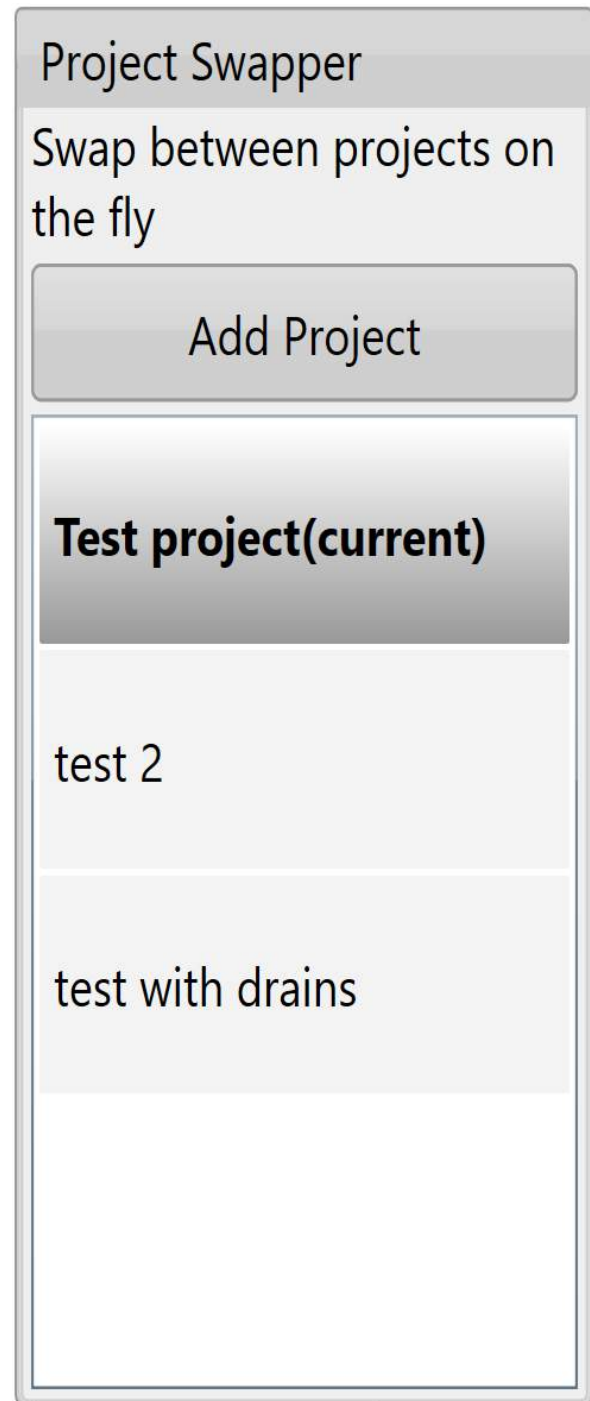 Project Swapper
Swap between projects on
the fly
Add Project
Test project(current)
test 2
test with drains